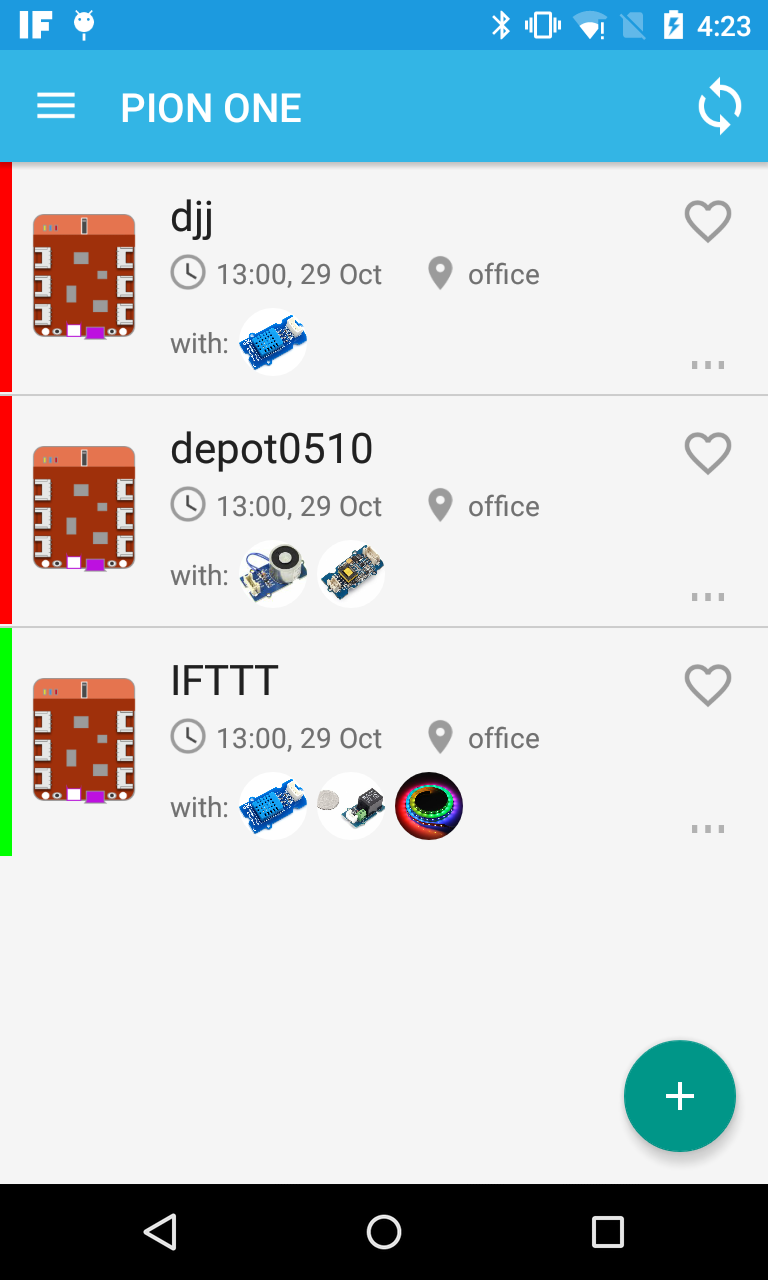 IF 4:23
PION ONE
djj
13:00, 29 Oct office
with:
depot0510
13:00, 29 Oct office
with:
IFTTT
13:00, 29 Oct office
with: